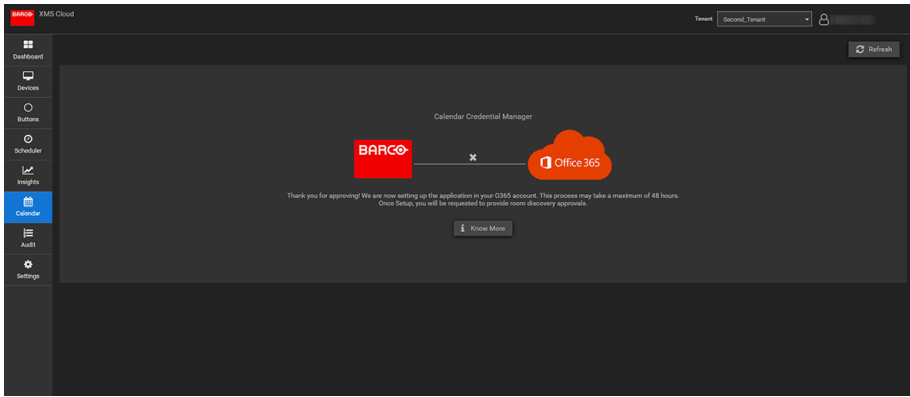 BARCO XMS Cloud
Tenant Second_Tenant
Refresh
Dashboard
Devices
Buttons
Scheduler
Insights
Calendar
Audit
Settings
Calendar Credential Manager
BARCO
Office 365
Thank you for approving! We are now setting up the application in your O365 account. This process may take a maximum of 48 hours.
Once Setup, you will be requested to provide room discovery approvals.
Know More